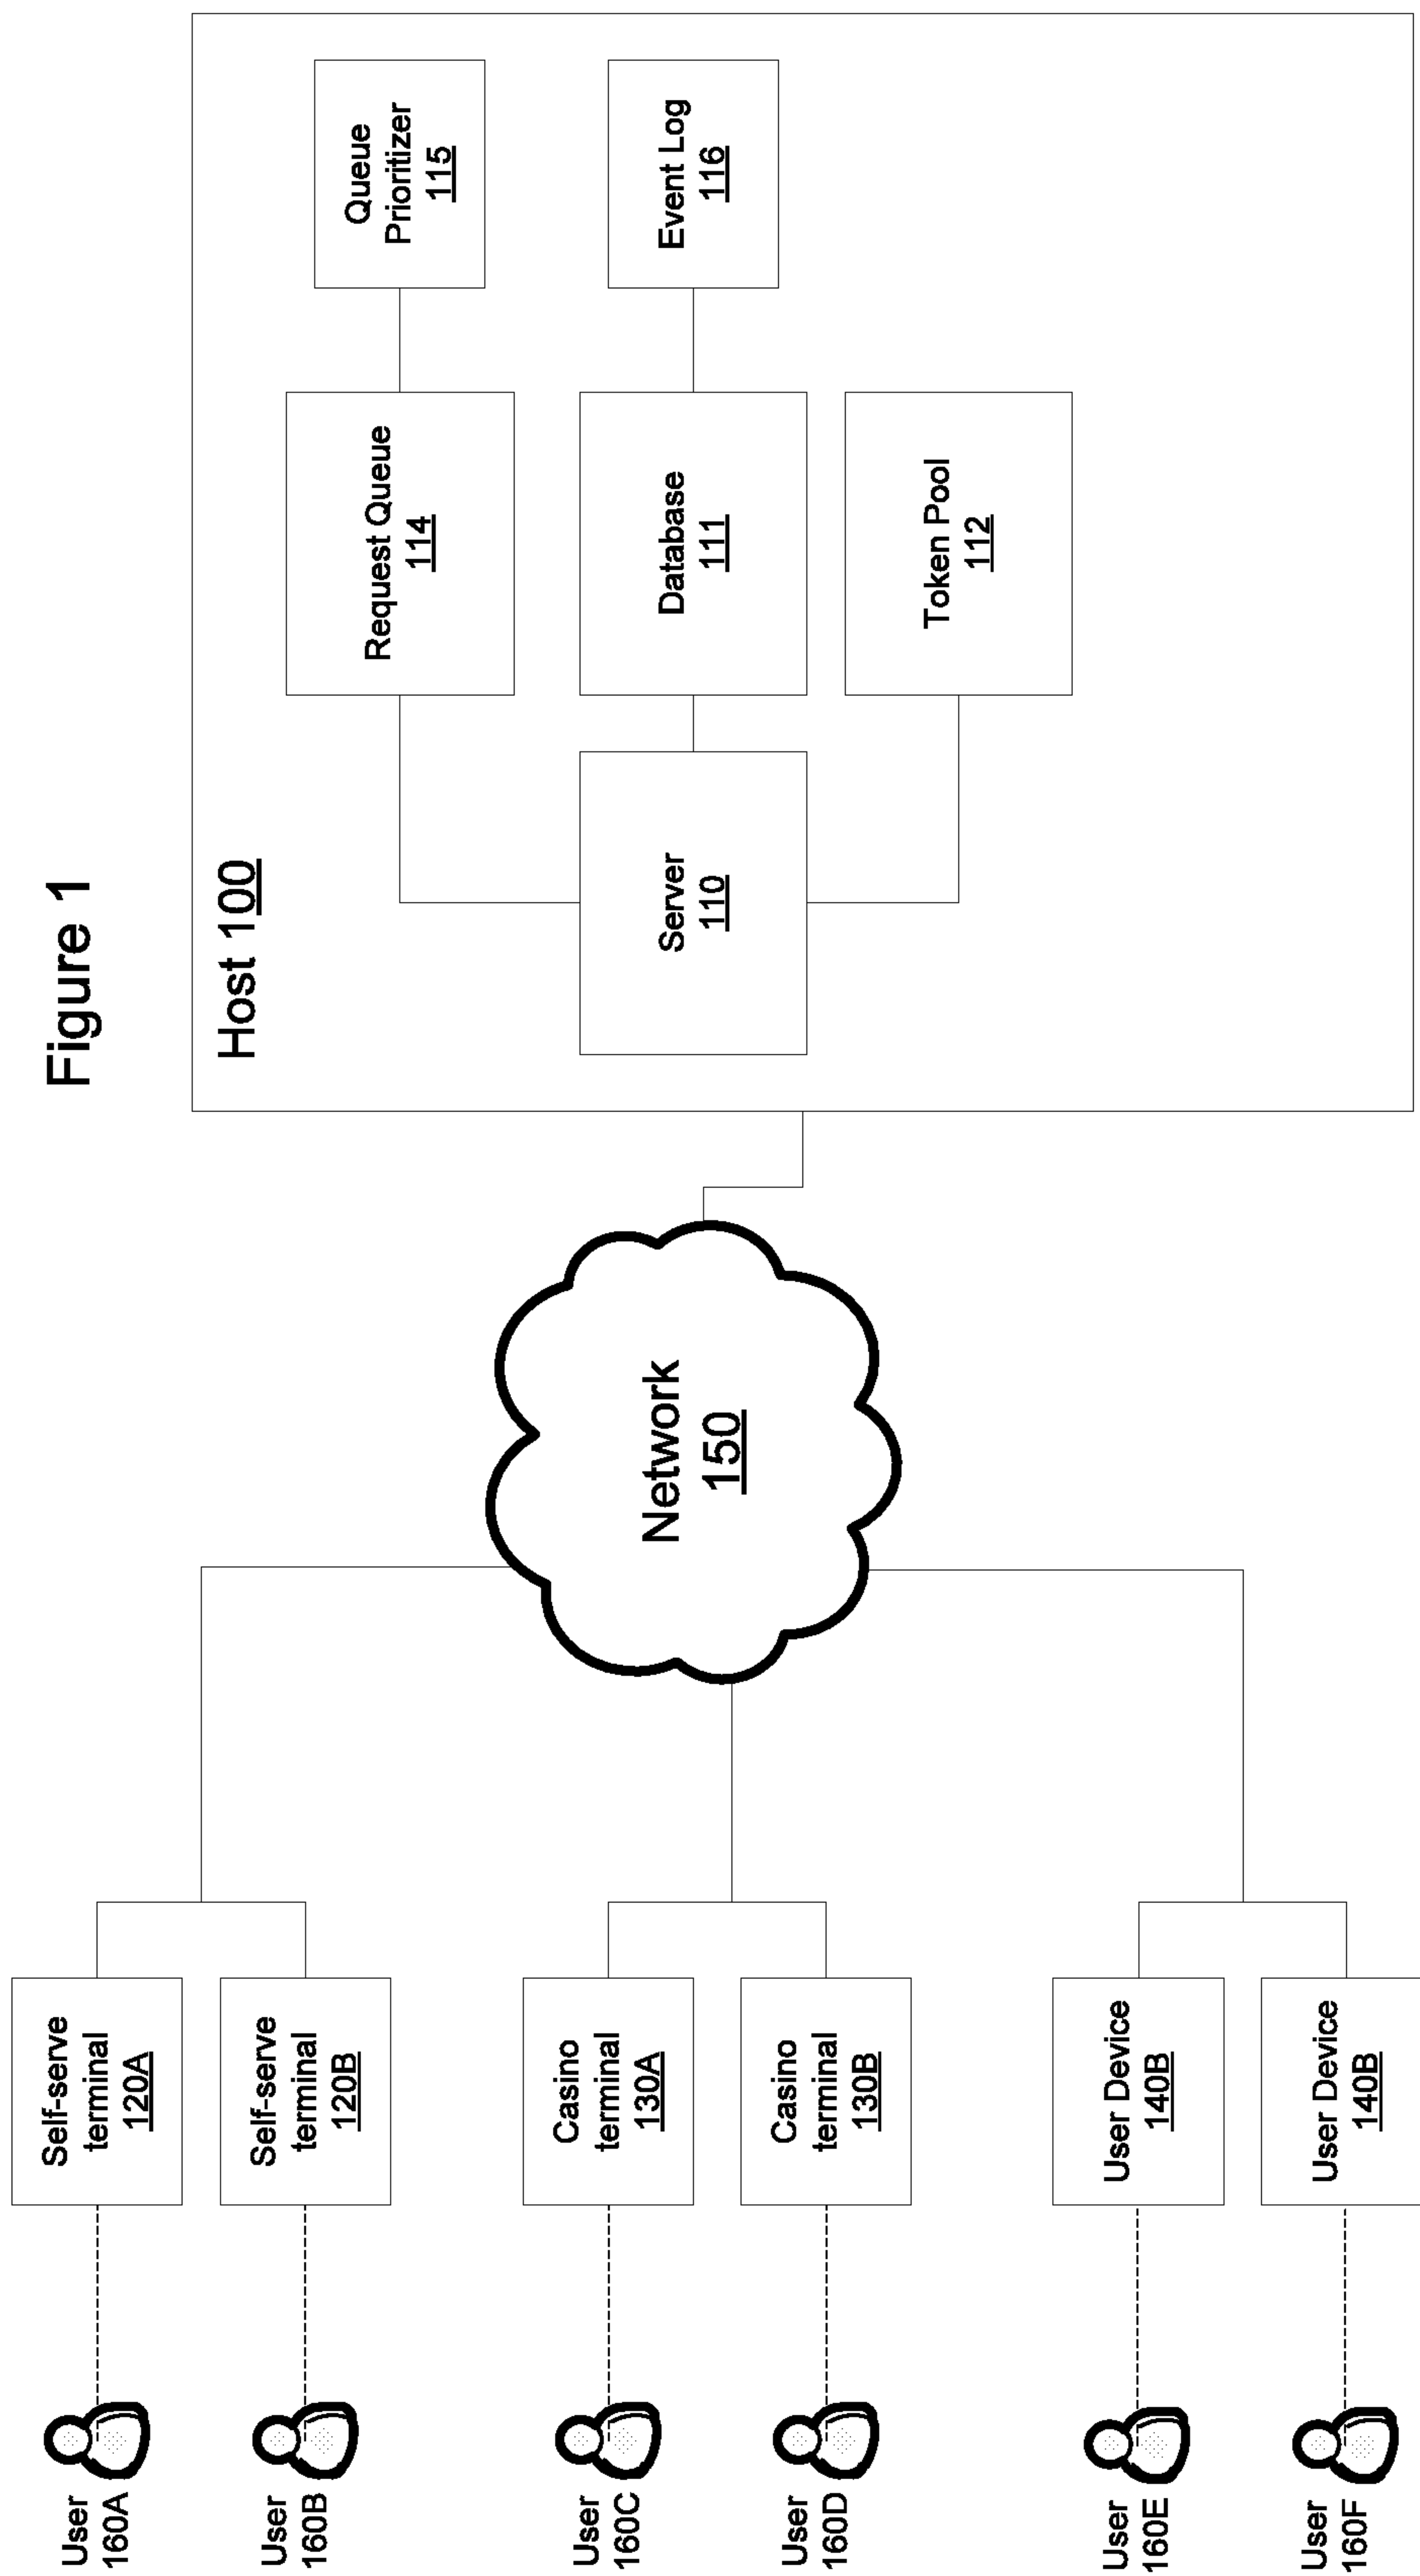 Figure 1
Host 100
Queue
Prioritizer
115
Request Queue
114
Event Log
116
Database
111
Token Pool
112
Server
110
Network
150
Self-serve
terminal
120A
Self-serve
terminal
120B
Casino
terminal
130A
Casino
terminal
130B
User Device
140B
User Device
140B
User
160A
User
160B
User
160C
User
160D
User
160E
User
160F